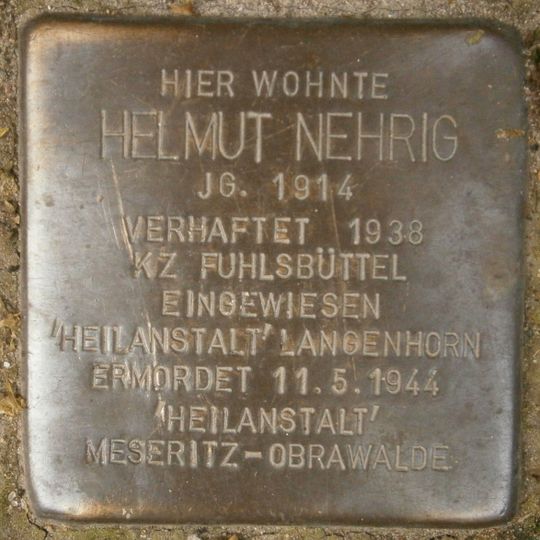 HIER WOHNTE
HELMUT NEHRIG
JG. 1914
VERHAFTET 1938
KZ FUHLSBÜTTEL
EINGEWIESEN
'HEILANSTALT' LANGENHORN
ERMORDET 11.5.1944
'HEILANSTALT'
MESERITZ-OBRAWALDE